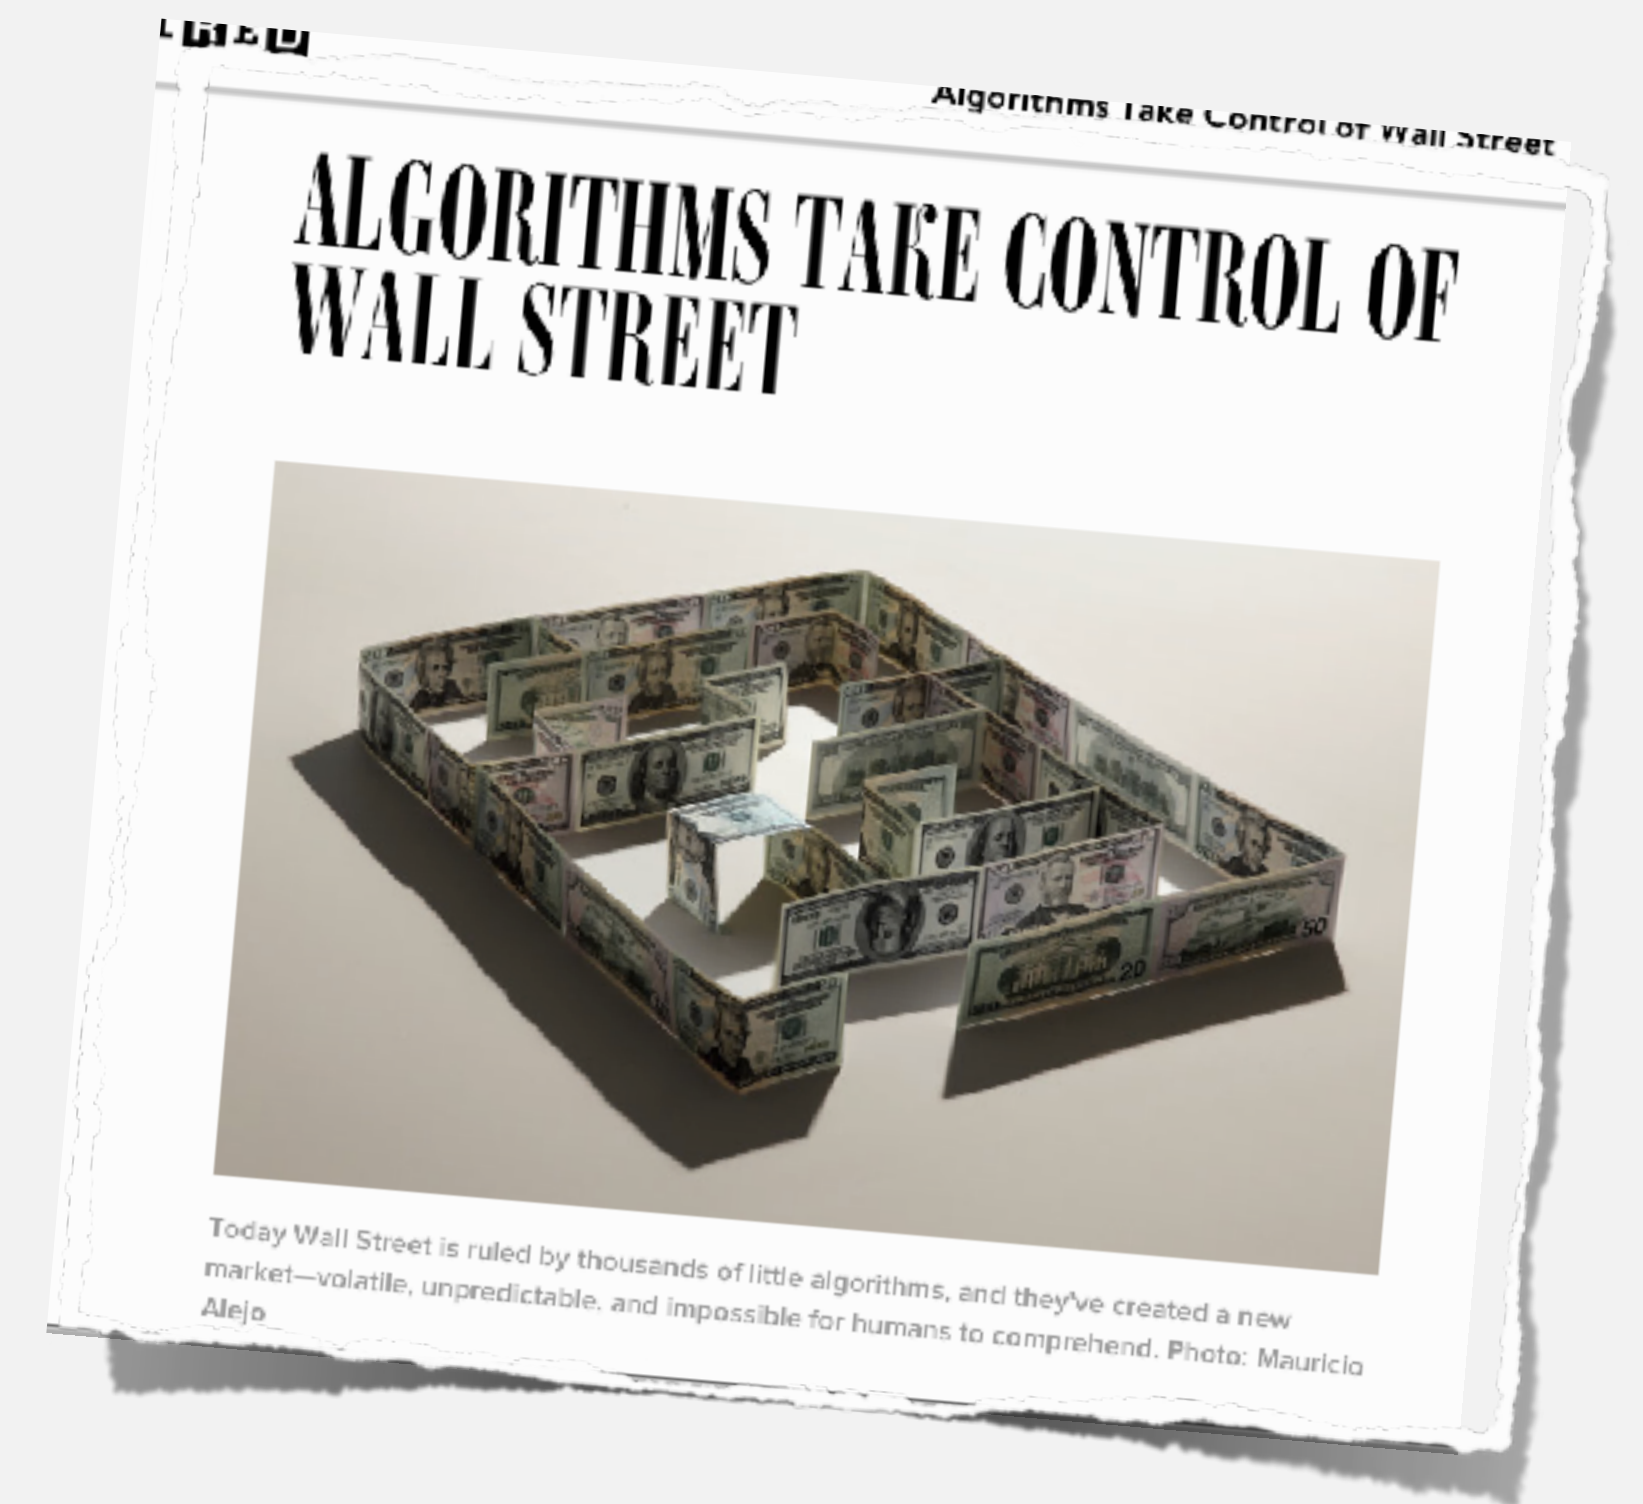 Algorithms Take Control of Wall Street
ALGORITHMS TAKE CONTROL OF
WALL STREET
50
20
Today Wall Street is ruled by thousands of little algorithms, and they've created a new
market—volatile, unpredictable, and impossible for humans to comprehend. Photo: Mauricio
Alejo